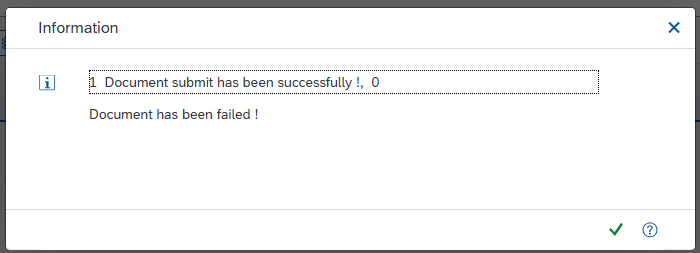 Information
1 Document submit has been successfully !, 0
Document has been failed !